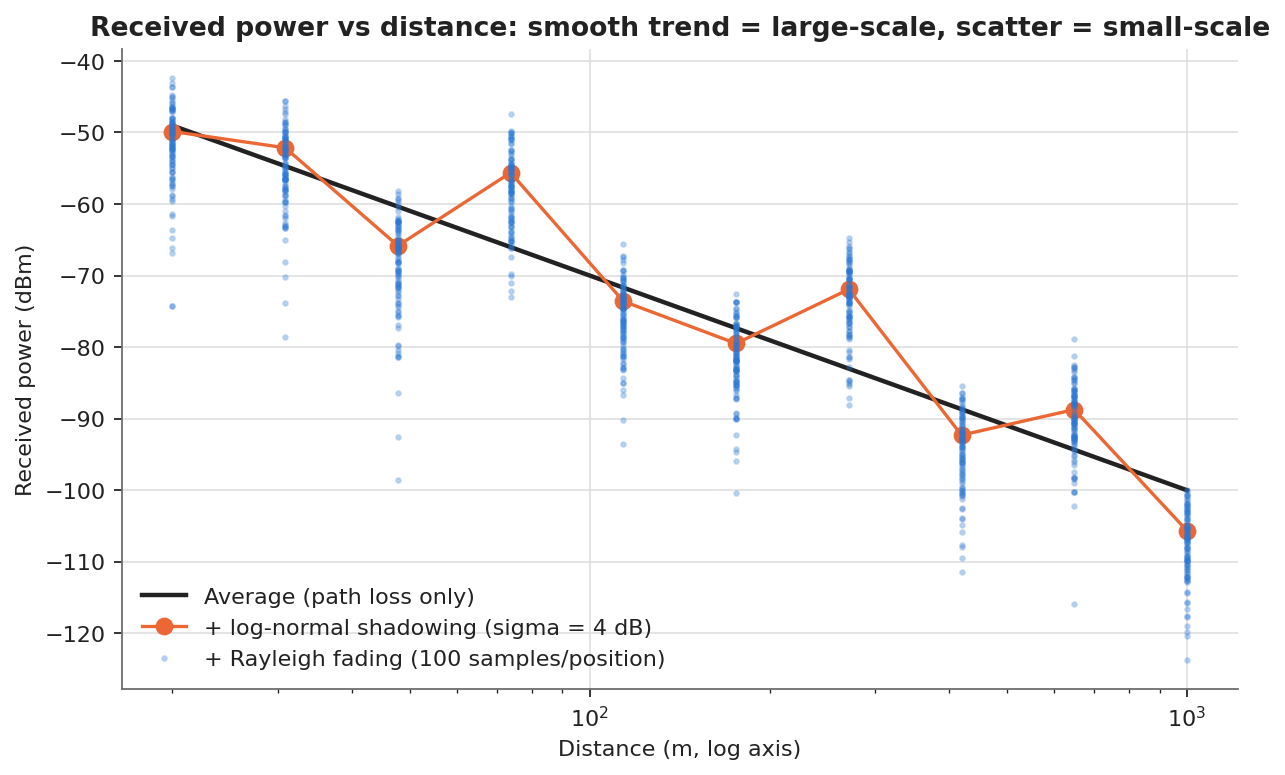 Received power vs distance: smooth trend = large-scale, scatter = small-scale
Received power (dBm)
−40
−50
−60
−70
−80
−90
−100
−110
−120
Average (path loss only)
+ log-normal shadowing (sigma = 4 dB)
+ Rayleigh fading (100 samples/position)
10² 10³
Distance (m, log axis)